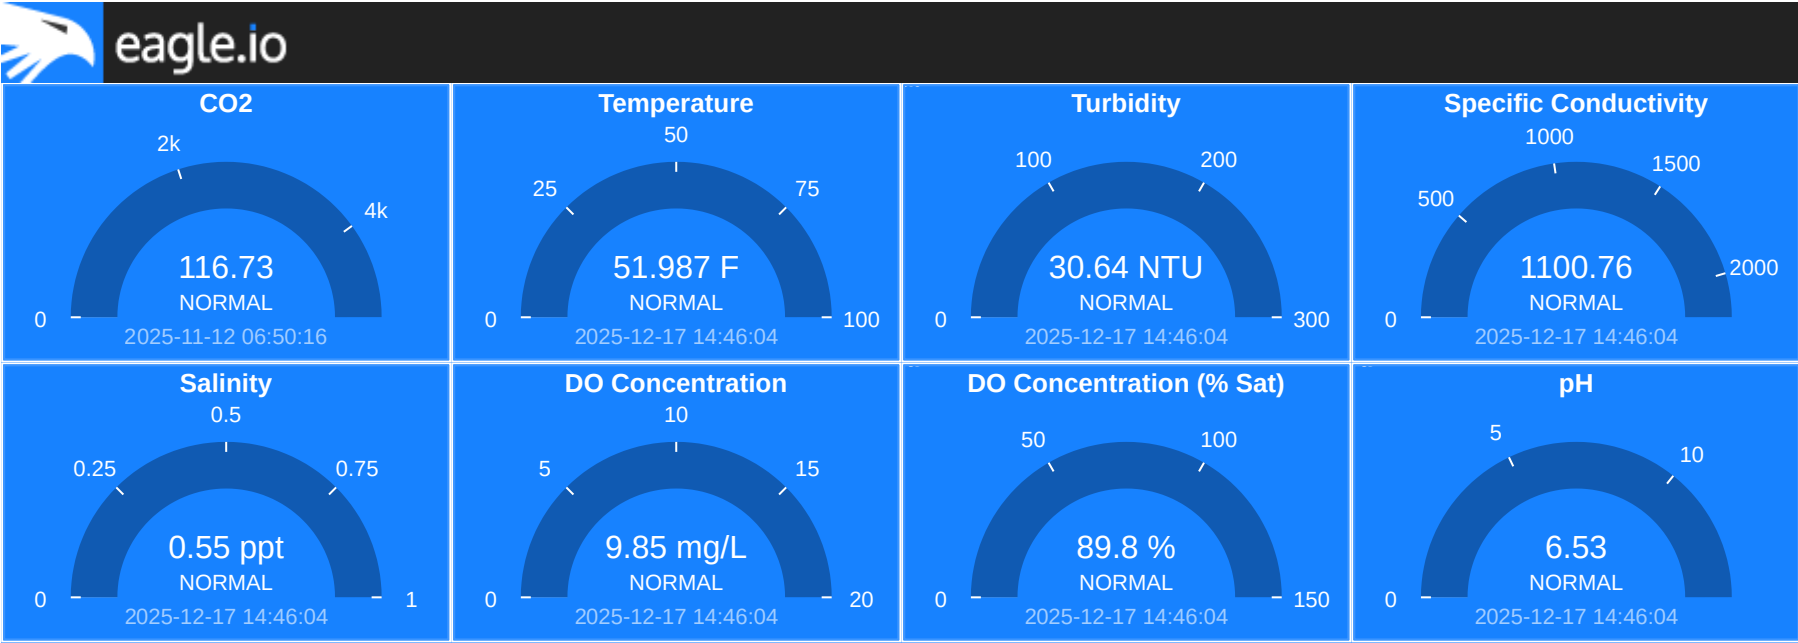 eagle.io
CO2
2k
4k
116.73
NORMAL
0
2025-11-12 06:50:16
Temperature
50
25
75
51.987 F
NORMAL
0
100
2025-12-17 14:46:04
Turbidity
100
200
30.64 NTU
NORMAL
0
300
2025-12-17 14:46:04
Specific Conductivity
1000
1500
500
1100.76
2000
NORMAL
0
2025-12-17 14:46:04
Salinity
0.5
0.25
0.75
0.55 ppt
NORMAL
0
1
2025-12-17 14:46:04
DO Concentration
10
5
15
9.85 mg/L
NORMAL
0
20
2025-12-17 14:46:04
DO Concentration (% Sat)
50
100
89.8 %
NORMAL
0
150
2025-12-17 14:46:04
pH
5
10
6.53
NORMAL
0
2025-12-17 14:46:04